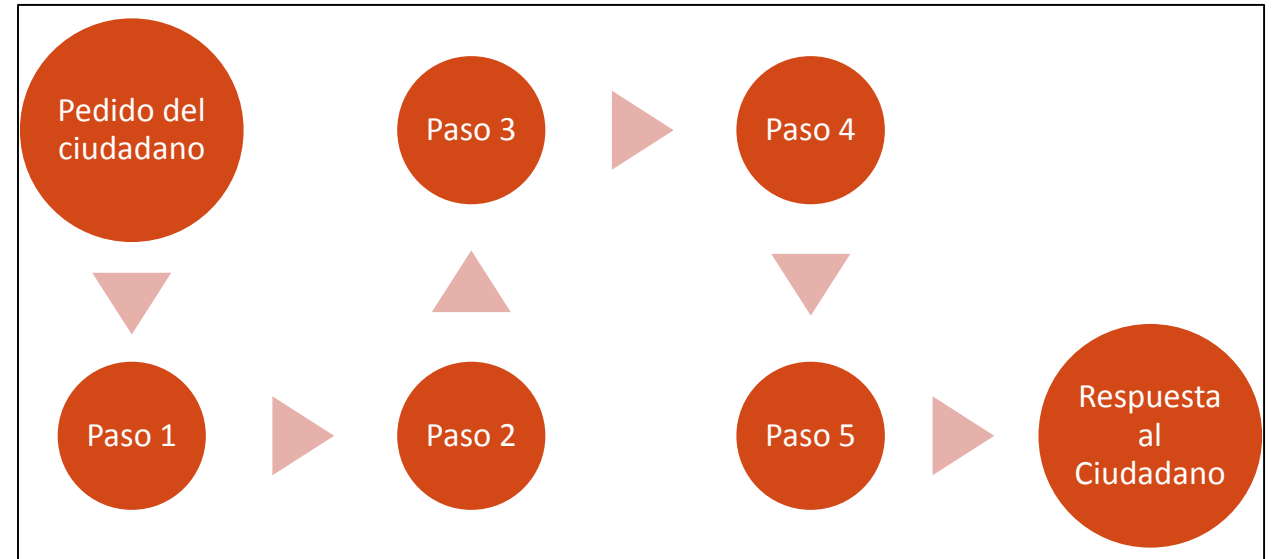 Pedido del
ciudadano
Paso 1
Paso 2
Paso 3
Paso 4
Paso 5
Respuesta
al
Ciudadano